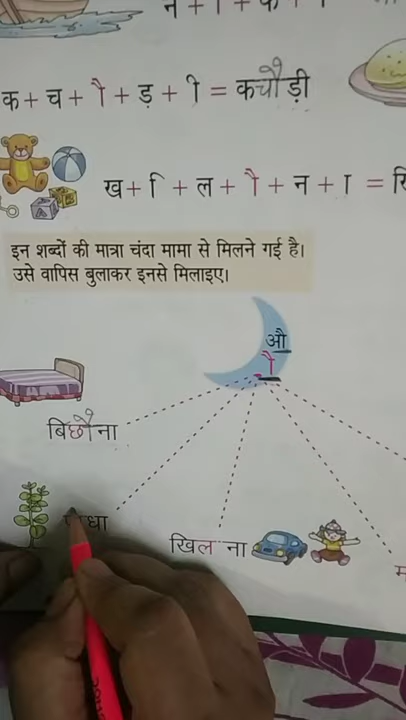 क + च + ौ + ड़ + ी = कचौड़ी
ख + ि + ल + ौ + न + ा =
इन शब्दों की मात्रा चंदा मामा से मिलने गई है।
उसे वापिस बुलाकर इनसे मिलाइए।
औ
ौ
बिछौना
धा
खिल ना